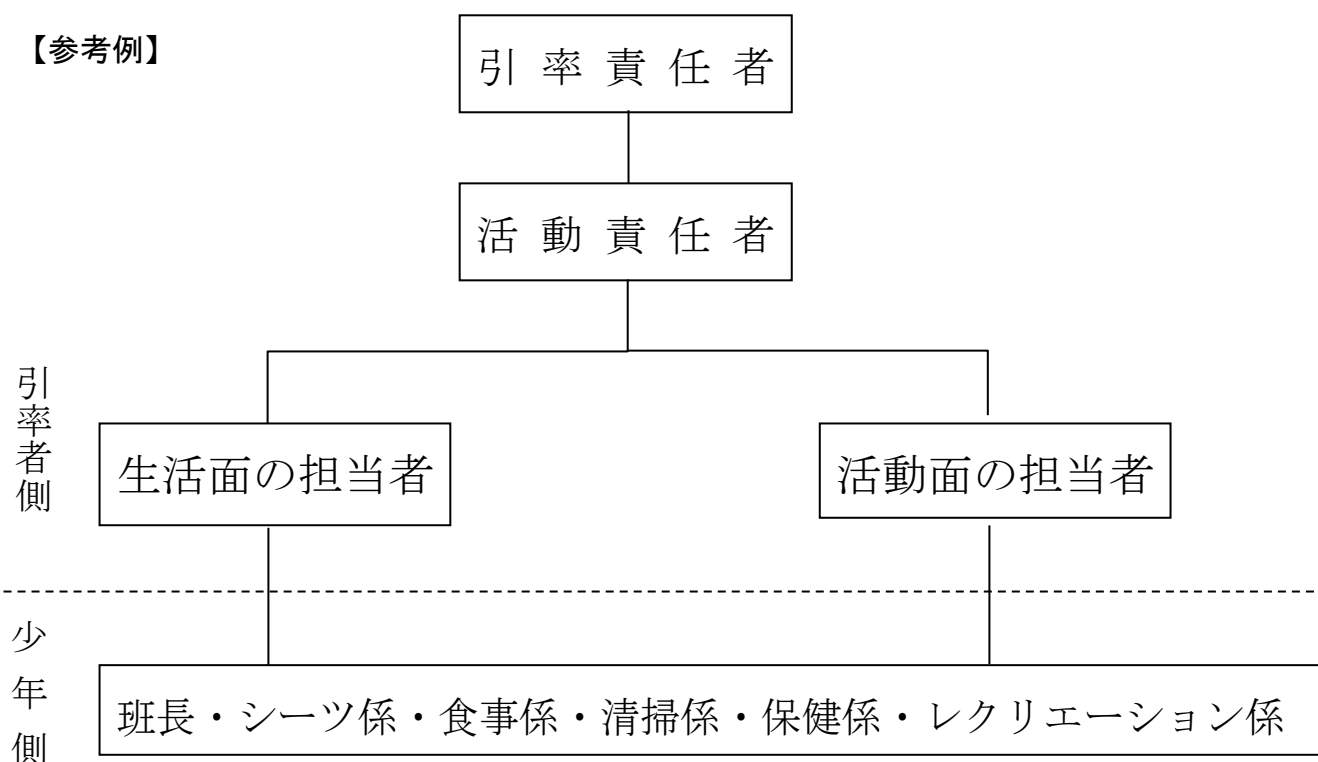 【参考例】
引率責任者
活動責任者
引率者側
生活面の担当者
活動面の担当者
少年側
班長・シーツ係・食事係・清掃係・保健係・レクリエーション係